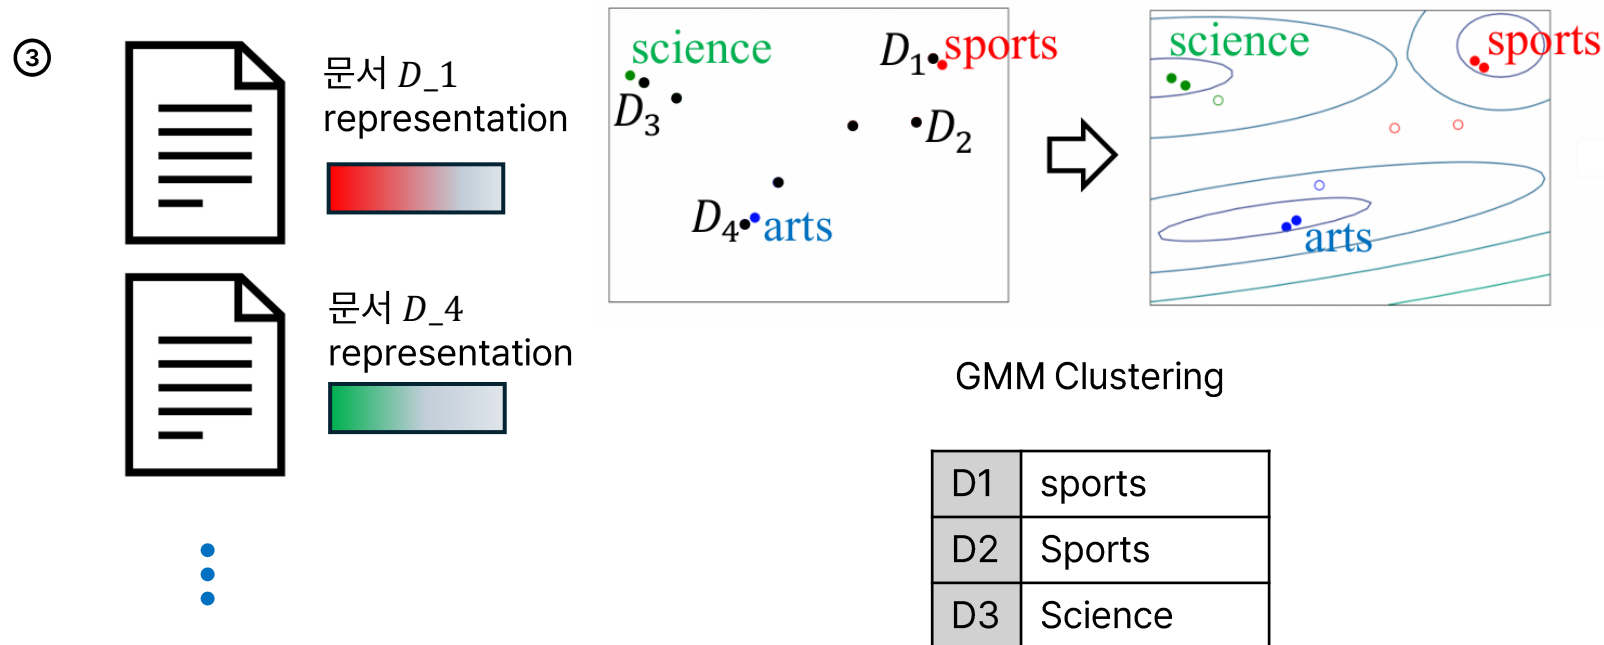 ③
문서 D_1
representation
문서 D_4
representation
science
D₃
D₁
sports
D₂
D₄
arts
science
sports
arts
GMM Clustering
D1 sports
D2 Sports
D3 Science